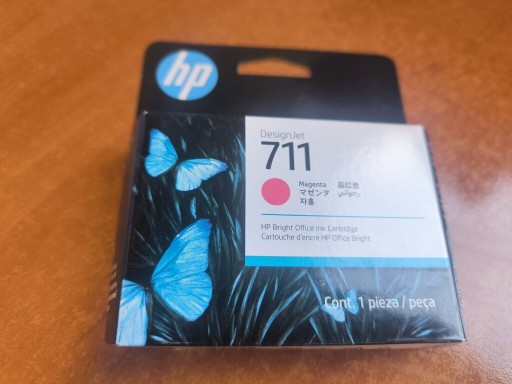 hp
DesignJet
711
Magenta 品紅色
マゼンタ أرجواني
자홍
HP Bright Office Ink Cartridge
Cartouche d'encre HP Office Bright
Cont. 1 pieza / peça